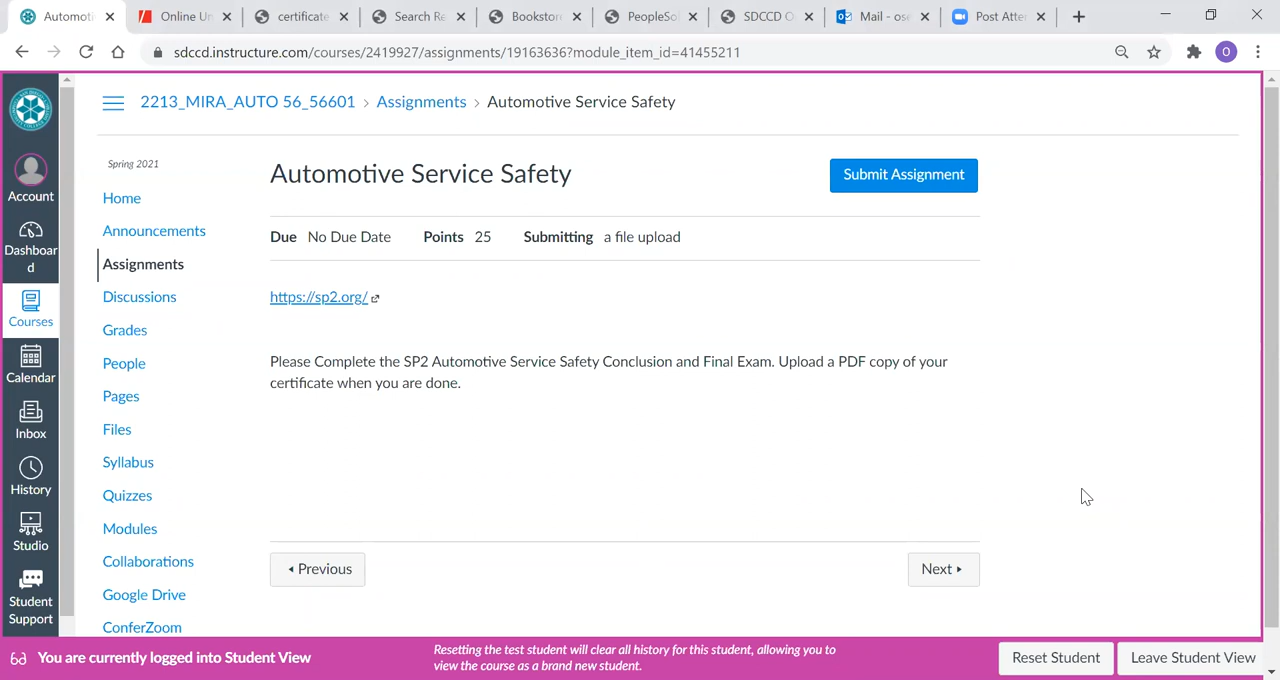 Automoti
Online Un
certificate
Search Re
Bookstor
PeopleSo
SDCCD O
Mail - ose
Post Atte
sdccd.instructure.com/courses/2419927/assignments/19163636?module_item_id=41455211
O
2213_MIRA_AUTO 56_56601 › Assignments › Automotive Service Safety
Account
Dashboar
d
Courses
Calendar
Inbox
History
Studio
Student
Support
Spring 2021
Home
Announcements
Assignments
Discussions
Grades
People
Pages
Files
Syllabus
Quizzes
Modules
Collaborations
Google Drive
ConferZoom
Automotive Service Safety
Submit Assignment
Due No Due Date Points 25 Submitting a file upload
https://sp2.org/
Please Complete the SP2 Automotive Service Safety Conclusion and Final Exam. Upload a PDF copy of your
certificate when you are done.
Previous
Next
You are currently logged into Student View
Resetting the test student will clear all history for this student, allowing you to
view the course as a brand new student.
Reset Student
Leave Student View